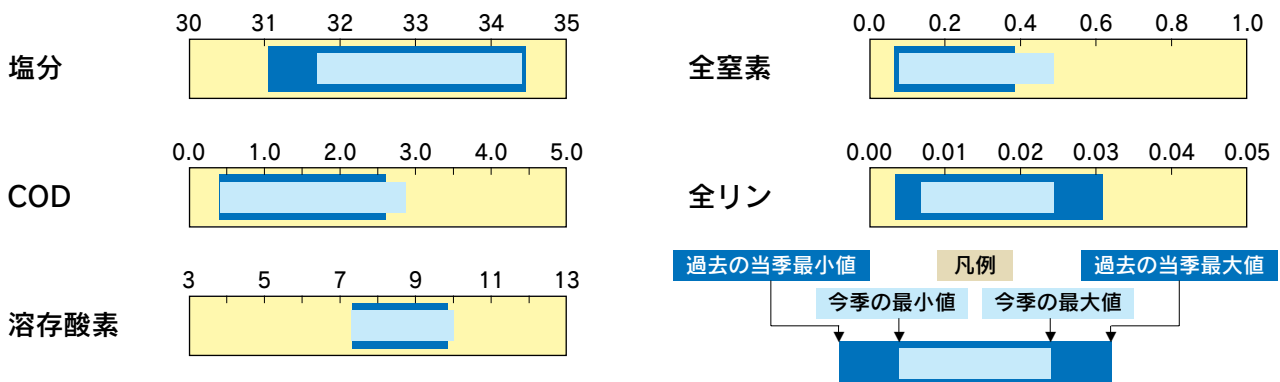 30 31 32 33 34 35
塩分
0.0 1.0 2.0 3.0 4.0 5.0
COD
3 5 7 9 11 13
溶存酸素
0.0 0.2 0.4 0.6 0.8 1.0
全窒素
0.00 0.01 0.02 0.03 0.04 0.05
全リン
過去の当季最小値 凡例 過去の当季最大値
今季の最小値 今季の最大値